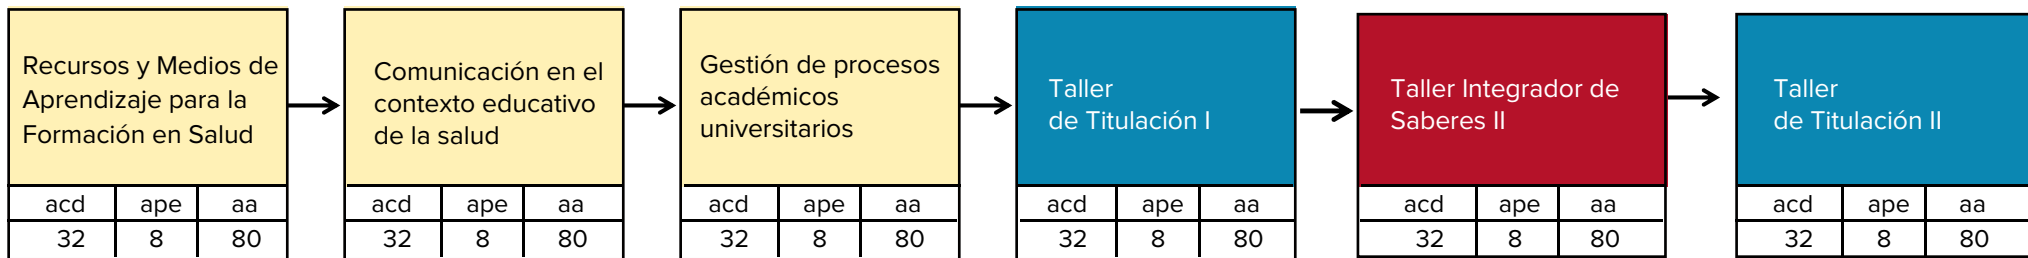 Recursos y Medios de
Aprendizaje para la
Formación en Salud
acd ape aa
32 8 80
Comunicación en el
contexto educativo
de la salud
acd ape aa
32 8 80
Gestión de procesos
académicos
universitarios
acd ape aa
32 8 80
Taller
de Titulación I
acd ape aa
32 8 80
Taller Integrador de
Saberes II
acd ape aa
32 8 80
Taller
de Titulación II
acd ape aa
32 8 80